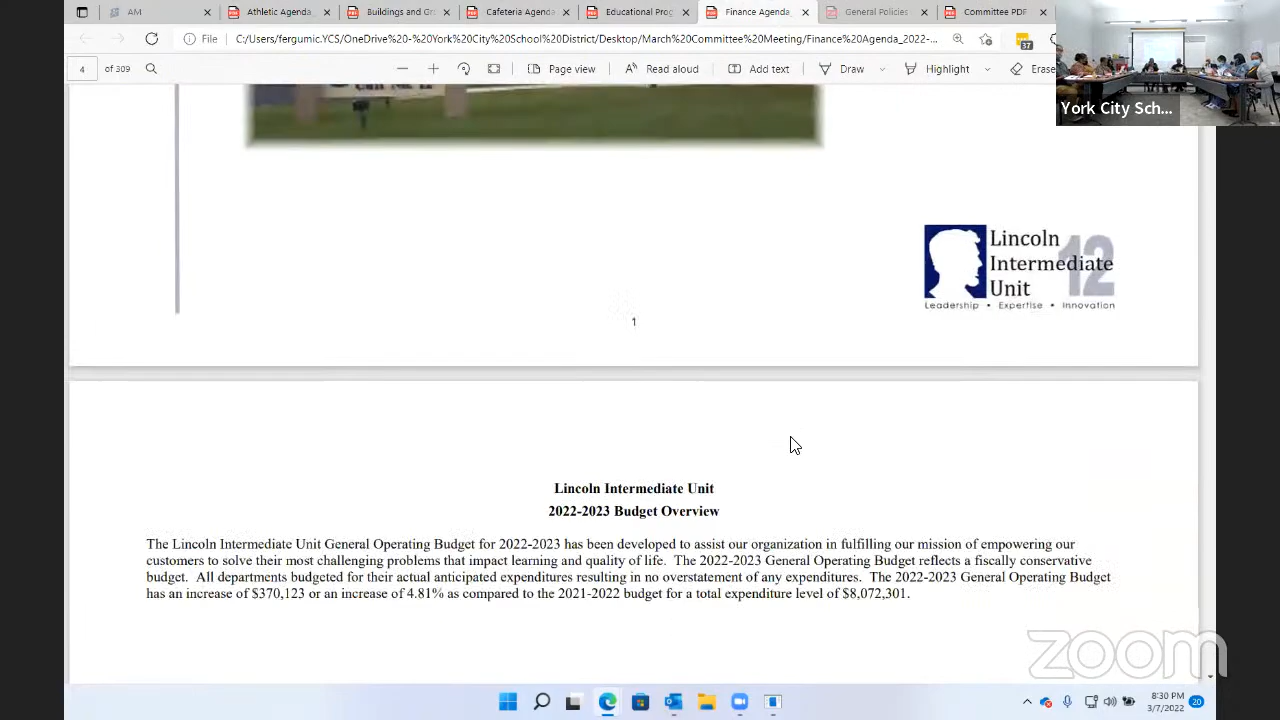 AM
Athletic Agenda_
Buildings and Gr
Cafeteria Agend
Educational Pro
Finance Agenda_
General Policies
Committee PDF
File
C:/Users/fergumic.YCS/OneDrive%20-%20York%20City%20School%20District/Desktop/March%20Committee%20Meeting/Finance%20Agenda_2022-...
37
4 of 309
Page view
Read aloud
Add text
Draw
Highlight
Erase
York City Sch...
Lincoln
Intermediate
Unit
12
Leadership • Expertise • Innovation
1
Lincoln Intermediate Unit
2022-2023 Budget Overview
The Lincoln Intermediate Unit General Operating Budget for 2022-2023 has been developed to assist our organization in fulfilling our mission of empowering our
customers to solve their most challenging problems that impact learning and quality of life. The 2022-2023 General Operating Budget reflects a fiscally conservative
budget. All departments budgeted for their actual anticipated expenditures resulting in no overstatement of any expenditures. The 2022-2023 General Operating Budget
has an increase of $370,123 or an increase of 4.81% as compared to the 2021-2022 budget for a total expenditure level of $8,072,301.
zoom
8:30 PM
3/7/2022
20